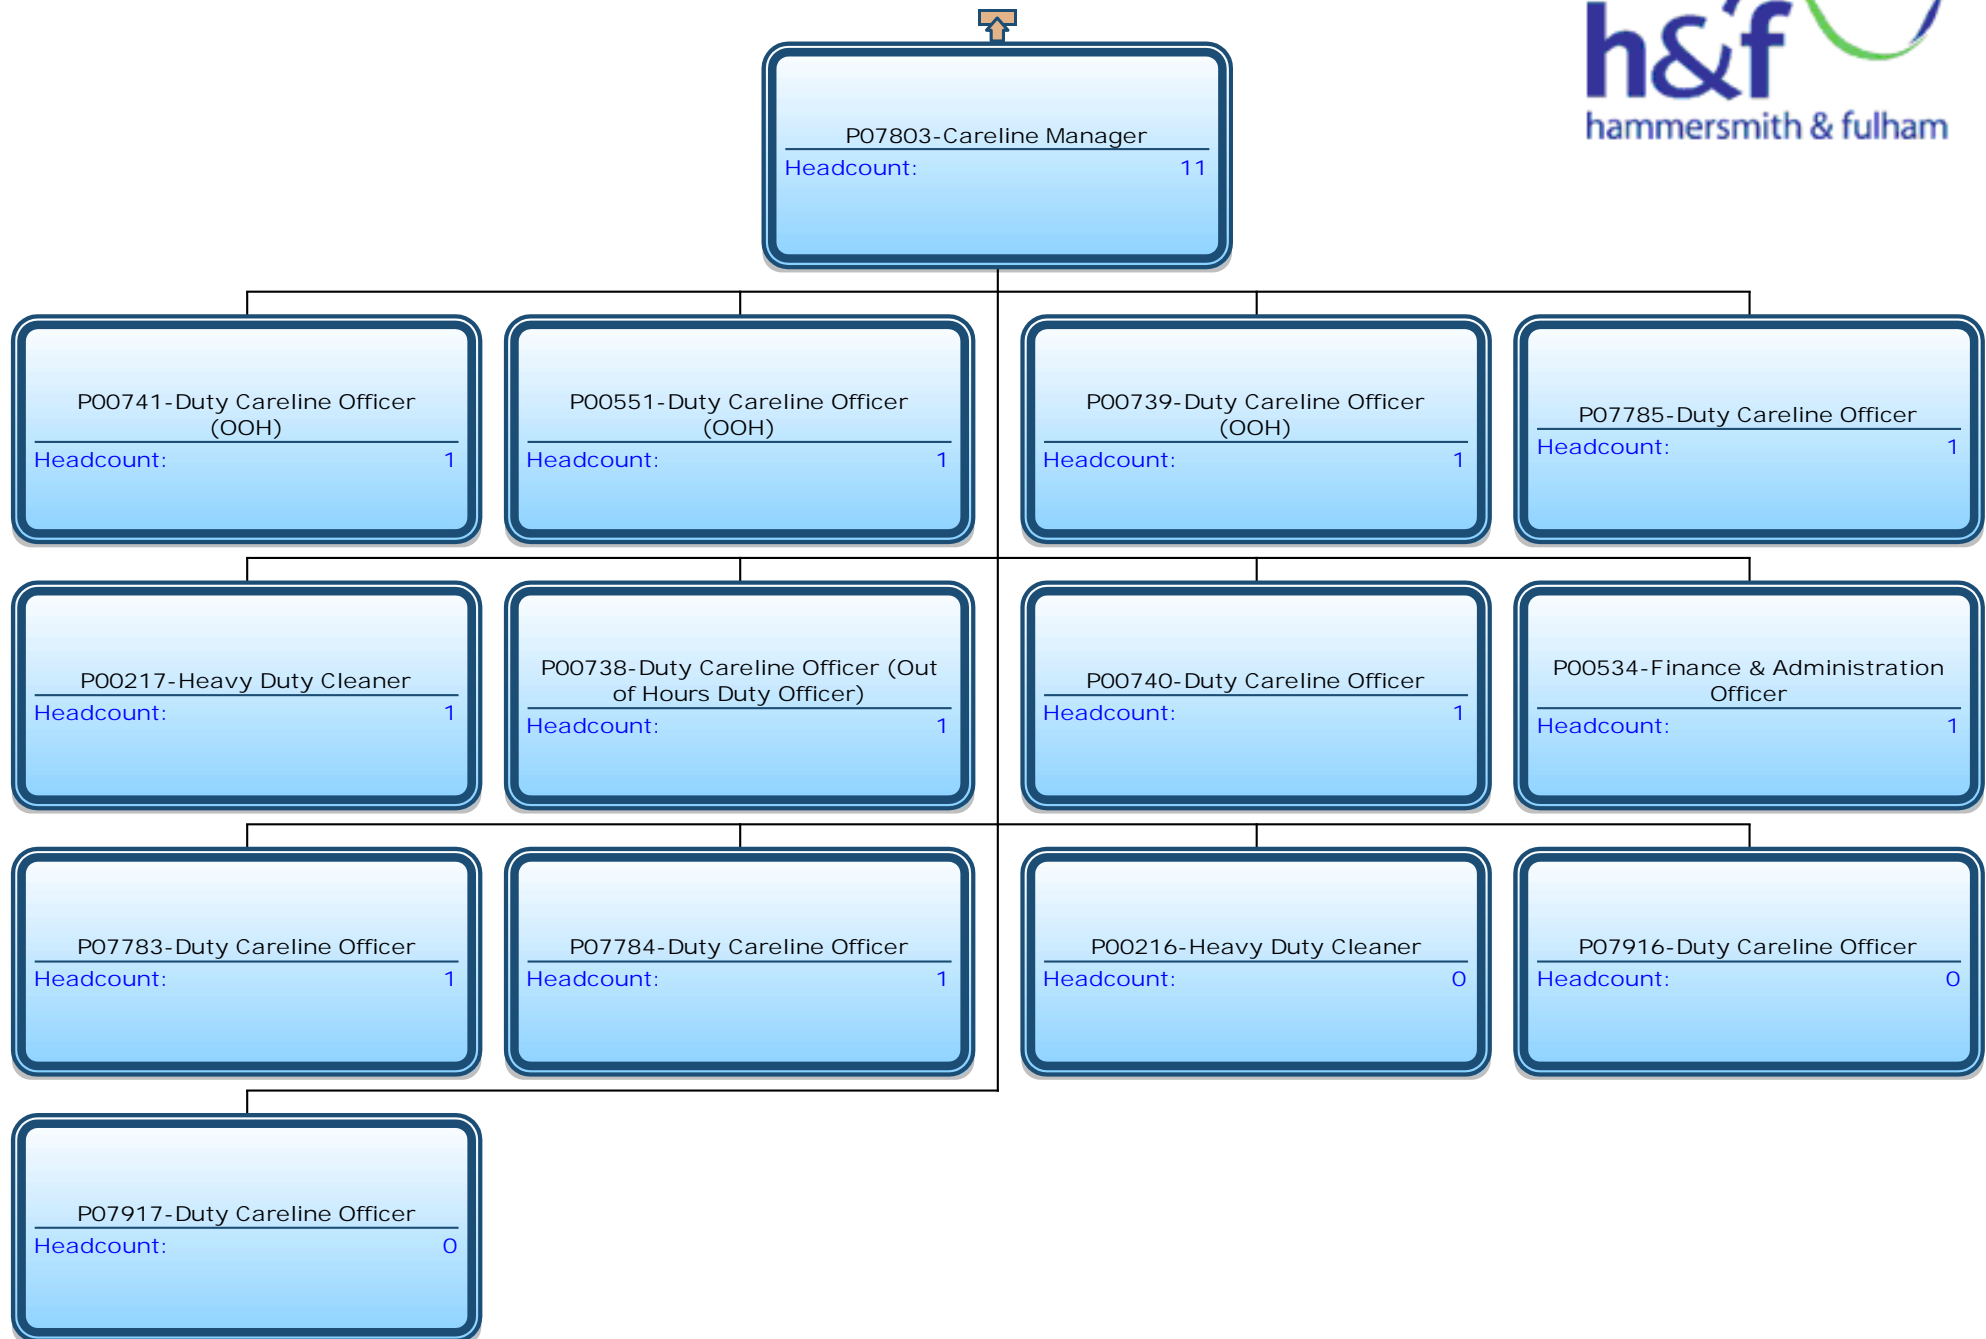 h&f
hammersmith & fulham
P07803-Careline Manager
Headcount: 11
P00741-Duty Careline Officer
(OOH)
Headcount: 1
P00551-Duty Careline Officer
(OOH)
Headcount: 1
P00739-Duty Careline Officer
(OOH)
Headcount: 1
P07785-Duty Careline Officer
Headcount: 1
P00217-Heavy Duty Cleaner
Headcount: 1
P00738-Duty Careline Officer (Out
of Hours Duty Officer)
Headcount: 1
P00740-Duty Careline Officer
Headcount: 1
P00534-Finance & Administration
Officer
Headcount: 1
P07783-Duty Careline Officer
Headcount: 1
P07784-Duty Careline Officer
Headcount: 1
P00216-Heavy Duty Cleaner
Headcount: 0
P07916-Duty Careline Officer
Headcount: 0
P07917-Duty Careline Officer
Headcount: 0